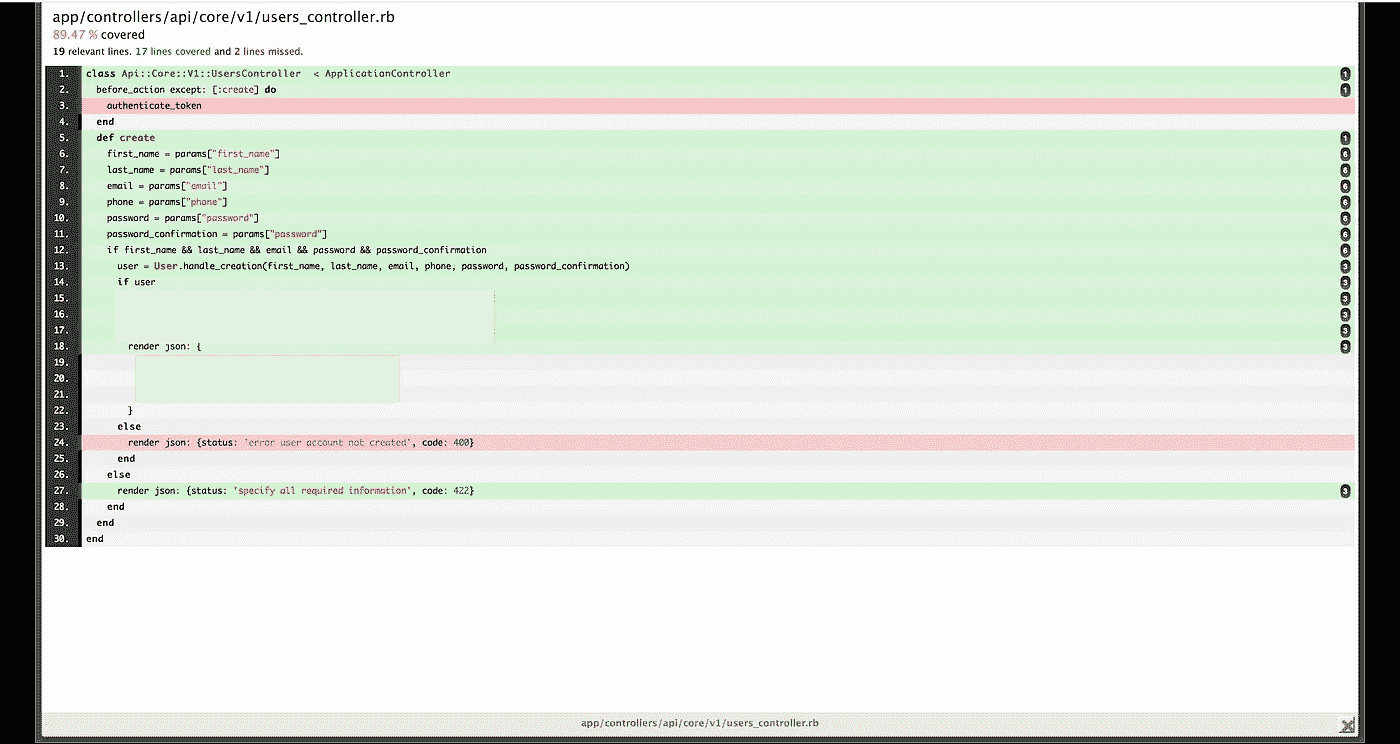 app/controllers/api/core/v1/users_controller.rb
89.47 % covered
19 relevant lines. 17 lines covered and 2 lines missed.
1. class Api::Core::V1::UsersController < ApplicationController 1
2. before_action except: [:create] do 1
3. authenticate_token
4. end
5. def create 1
6. first_name = params["first_name"] 6
7. last_name = params["last_name"] 6
8. email = params["email"] 6
9. phone = params["phone"] 6
10. password = params["password"] 6
11. password_confirmation = params["password"] 6
12. if first_name && last_name && email && password && password_confirmation 6
13. user = User.handle_creation(first_name, last_name, email, phone, password, password_confirmation) 3
14. if user 3
15. 3
16. 3
17. 3
18. render json: { 3
19.
20.
21.
22. }
23. else
24. render json: {status: 'error user account not created', code: 400}
25. end
26. else
27. render json: {status: 'specify all required information', code: 422} 3
28. end
29. end
30. end
app/controllers/api/core/v1/users_controller.rb